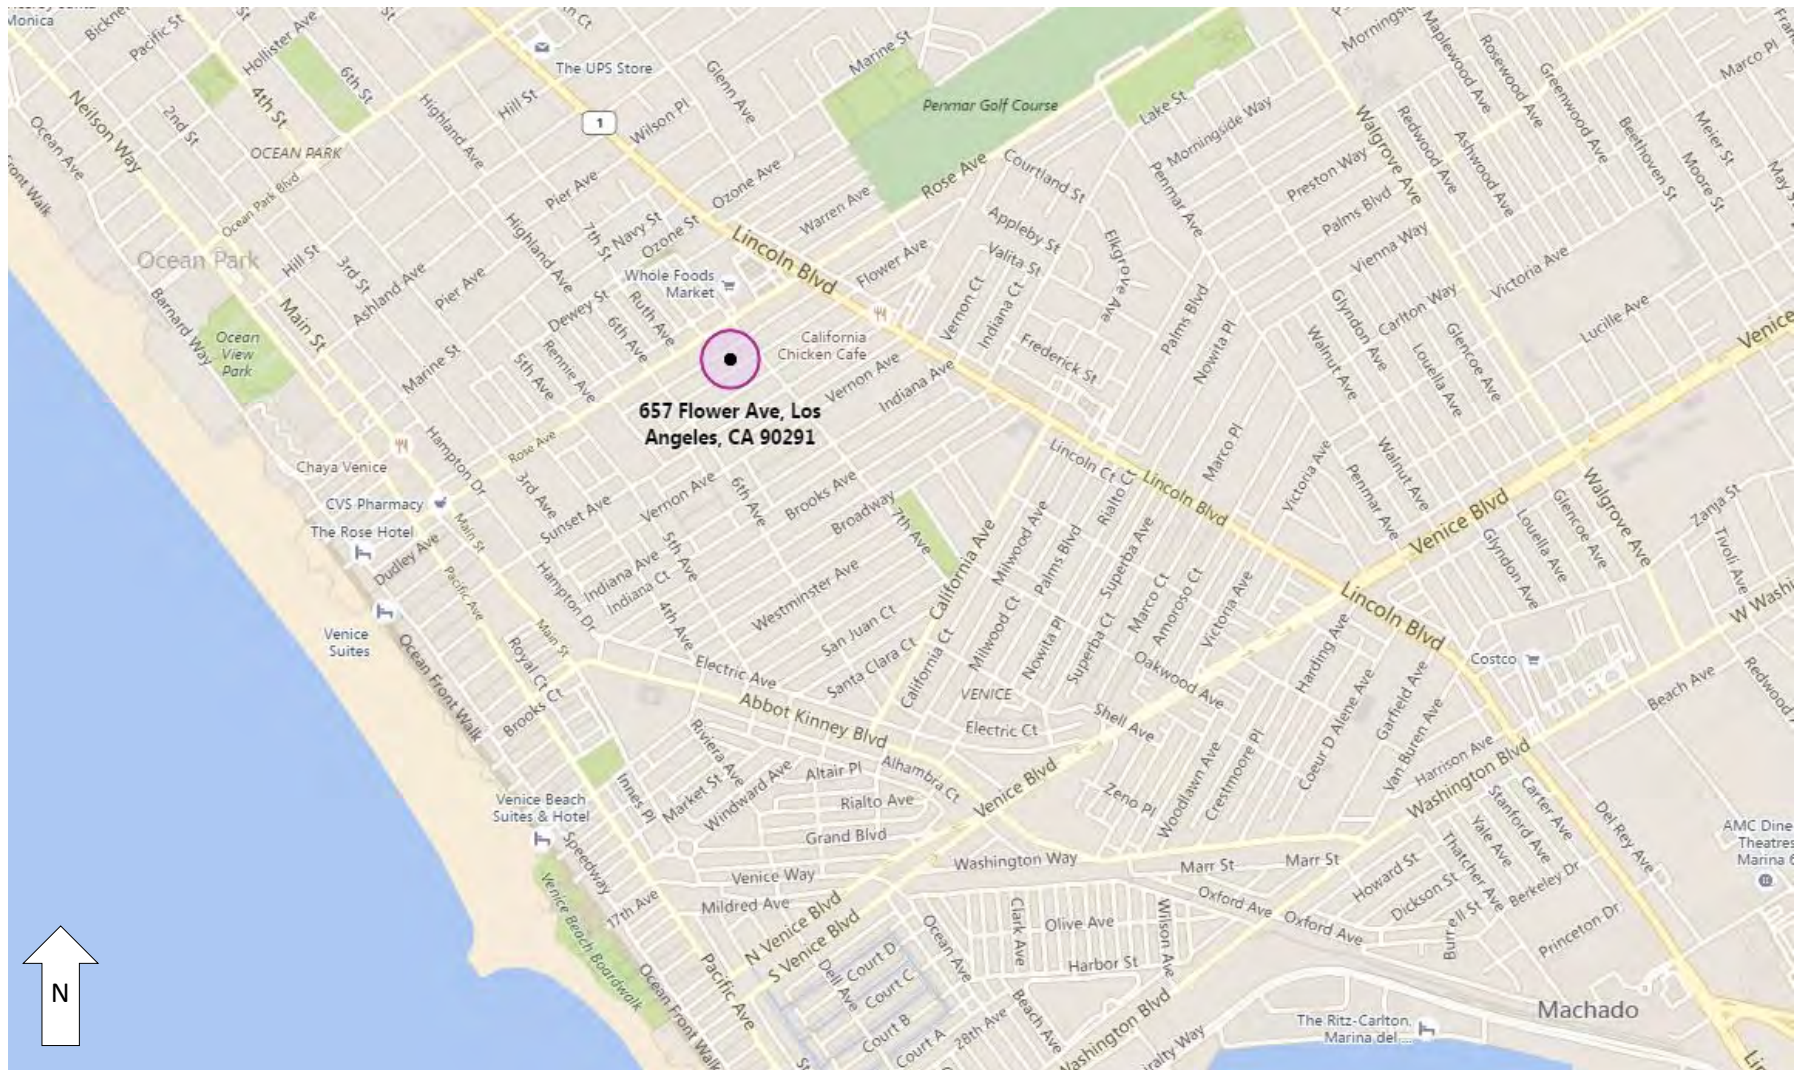 Monica
Bicknell
Pacific St
Hollister Ave
6th St
4th St
2nd St
Neilson Way
Ocean Ave
Front Walk
OCEAN PARK
Ocean Park Blvd
Highland Ave
Hill St
The UPS Store
1
Wilson Pl
Glenn Ave
Marine St
Penmar Golf Course
Lake St
Morningside Way
Walgrove Ave
Maplewood Ave
Rosewood Ave
Greenwood Ave
Marco Pl
Redwood Ave
Ashwood Ave
Beethoven St
Meier St
Moore St
May St
Preston Way
Palms Blvd
Vienna Way
Victoria Ave
Penmar Ave
Rose Ave
Courtland St
Ozone Ave
Warren Ave
Pier Ave
7th St
Navy St
Ozone St
Highland Ave
Lincoln Blvd
Flower Ave
Appleby St
Valita St
Elkgrove Ave
Ocean Park
Hill St
3rd St
Ashland Ave
Pier Ave
Barnard Way
Main St
Ocean
View
Park
Marine St
Whole Foods
Market
Dewey St
Ruth Ave
6th Ave
Rennie Ave
5th Ave
California
Chicken Cafe
Vernon Ct
Indiana Ct
Frederick St
Palms Blvd
Nowita Pl
Glyndon Ave
Carlton Way
Walnut Ave
Louella Ave
Glencoe Ave
Lucille Ave
Venice
657 Flower Ave, Los
Angeles, CA 90291
Vernon Ave
Indiana Ave
Rose Ave
Hampton Dr
Chaya Venice
CVS Pharmacy
The Rose Hotel
Dudley Ave
Main St
Pacific Ave
3rd Ave
Sunset Ave
Vernon Ave
6th Ave
Brooks Ave
Broadway
7th Ave
California Ave
Lincoln Ct
Lincoln Blvd
Rialto Ct
Marco Pl
Victoria Ave
Penmar Ave
Walnut Ave
Venice Blvd
Walgrove Ave
Glencoe Ave
Louella Ave
Glyndon Ave
Zanja St
Tivoli Ave
W Washi
Milwood Ave
Palms Blvd
Superba Ave
Marco Ct
Amoroso Ct
Victoria Ave
Indiana Ave
Indiana Ct
5th Ave
4th Ave
Hampton Dr
Westminster Ave
San Juan Ct
Santa Clara Ct
California Ct
Milwood Ct
Nowita Pl
Superba Ct
Oakwood Ave
VENICE
Lincoln Blvd
Harding Ave
Costco
Beach Ave
Redwood
Venice
Suites
Ocean Front Walk
Royal Ct
Main St
Brooks Ct
Electric Ave
Abbot Kinney Blvd
Electric Ct
Shell Ave
Coeur D Alene Ave
Garfield Ave
Van Buren Ave
Harrison Ave
Washington Blvd
Riviera Ave
Market St
Windward Ave
Altair Pl
Alhambra Ct
Rialto Ave
Grand Blvd
Venice Blvd
Zeno Pl
Woodlawn Ave
Crestmoore Pl
Innes Pl
Venice Beach
Suites & Hotel
Speedway
Venice Way
Mildred Ave
17th Ave
Venice Beach Boardwalk
Washington Way
Marr St
Marr St
Howard St
Dickson St
Thatcher Ave
Yale Ave
Stanford Ave
Carter Ave
Berkeley Dr
Del Rey Ave
AMC Dine
Theatres
Marina 6
Burrell St
Princeton Dr
Oxford Ave
Oxford Ave
Clark Ave
Olive Ave
Wilson Ave
Harbor St
Ocean Ave
N Venice Blvd
S Venice Blvd
Pacific Ave
Ocean Front Walk
Dell Ave
Court D
Court C
Court B
Court A
28th Ave
Beach Ave
Washington Blvd
Machado
The Ritz-Carlton,
Marina del ...
N